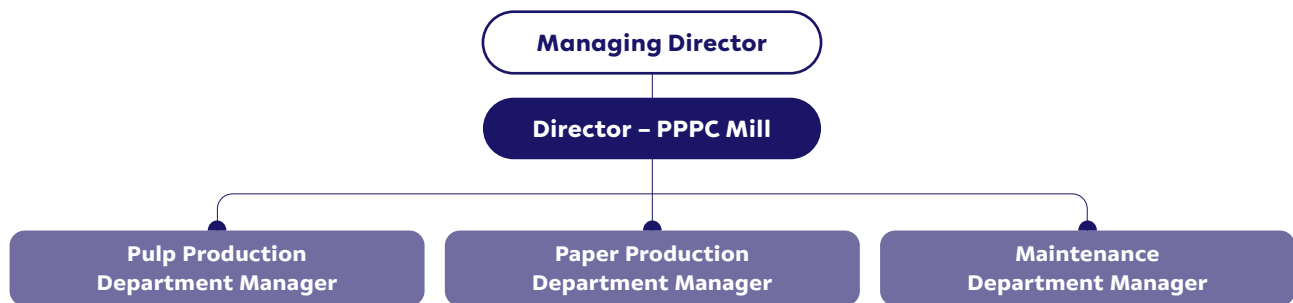 Managing Director
Director – PPPC Mill
Pulp Production
Department Manager
Paper Production
Department Manager
Maintenance
Department Manager